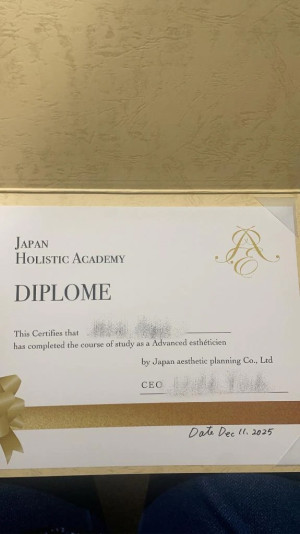 JAPAN
HOLISTIC ACADEMY
DIPLOME
This Certifies that
has completed the course of study as a Advanced esthéticien
by Japan aesthetic planning Co., Ltd
CEO
Date Dec 11. 2025